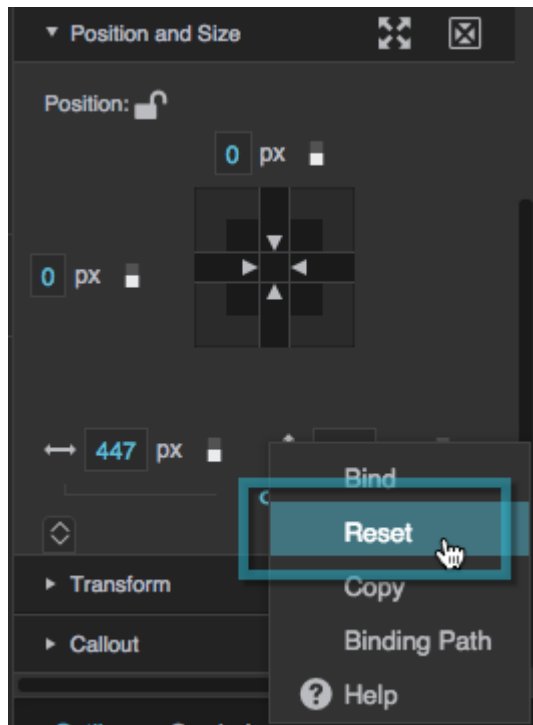 Position and Size
Position:
0 px
0 px
447 px
Bind
Reset
Transform
Copy
Callout
Binding Path
? Help